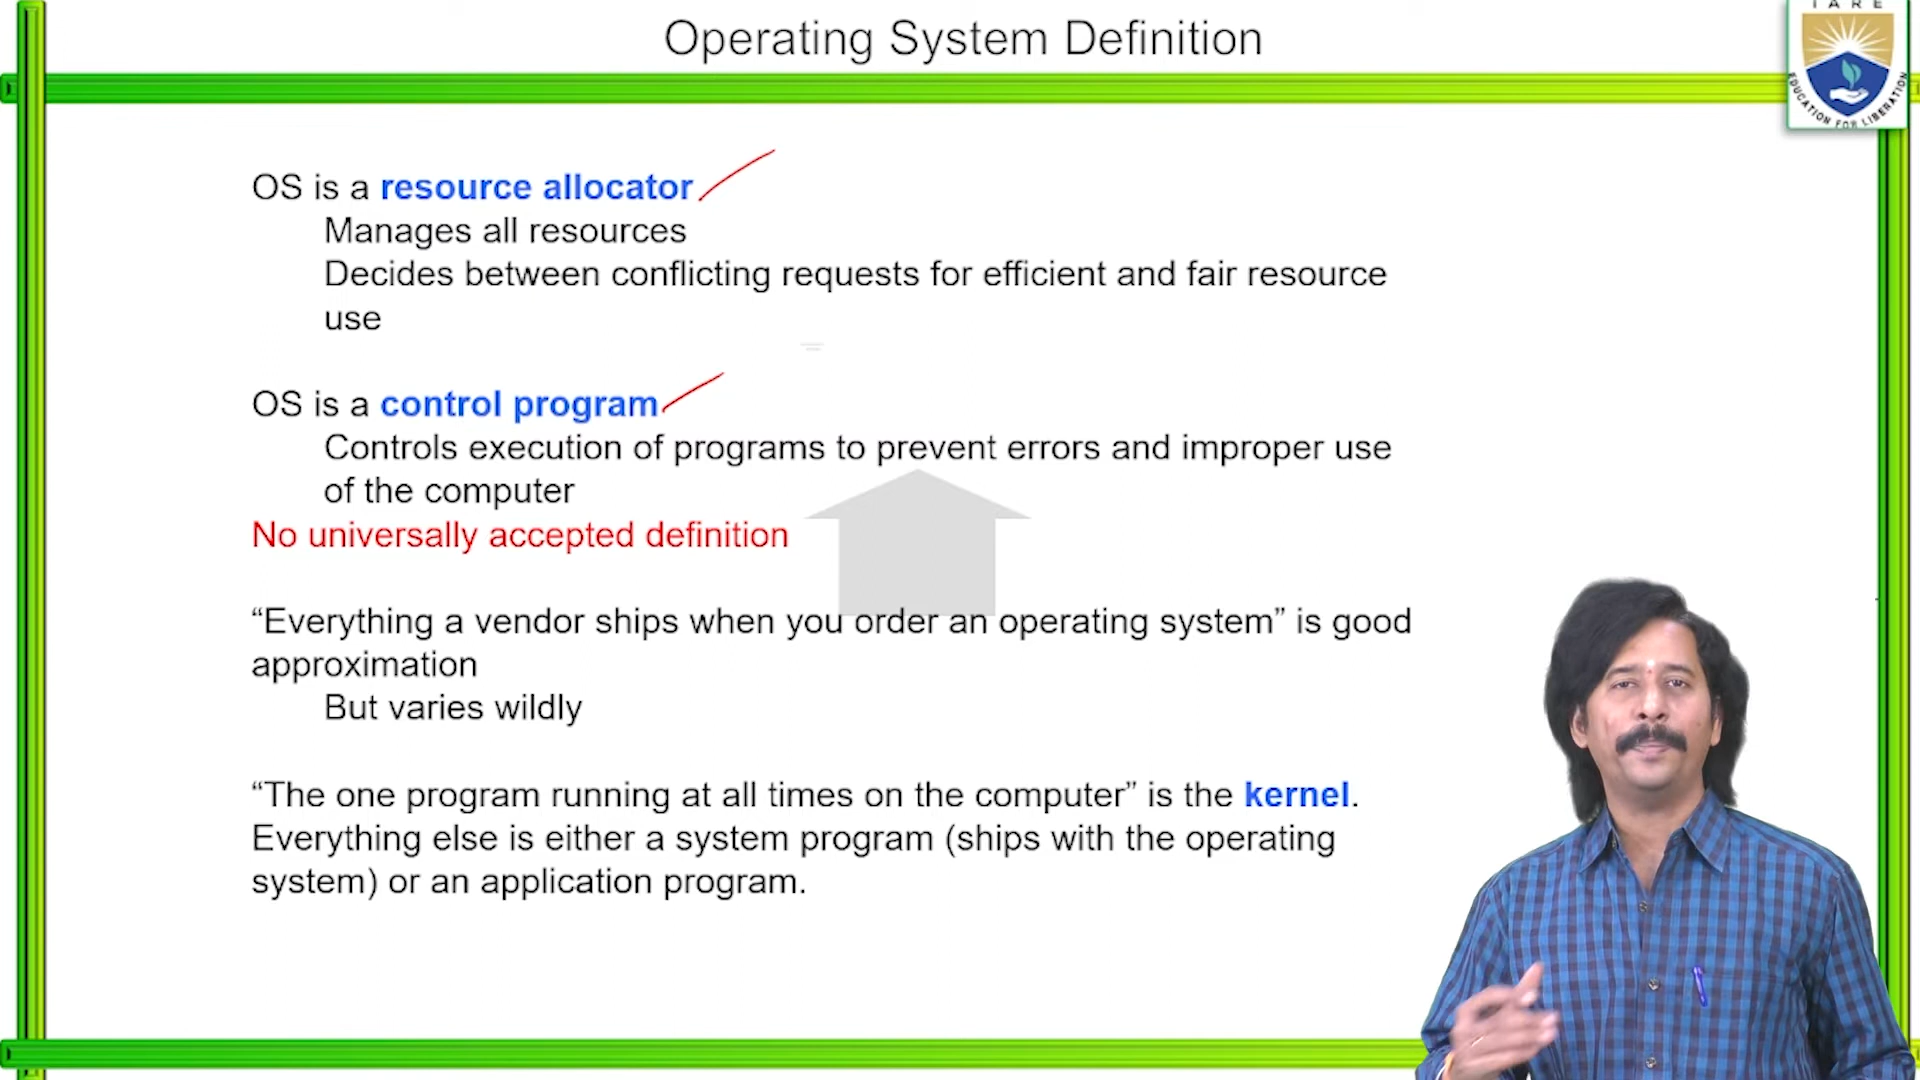 Operating System Definition
IARE
EDUCATION FOR LIBERATION
OS is a resource allocator
Manages all resources
Decides between conflicting requests for efficient and fair resource
use
OS is a control program
Controls execution of programs to prevent errors and improper use
of the computer
No universally accepted definition
“Everything a vendor ships when you order an operating system” is good
approximation
But varies wildly
“The one program running at all times on the computer” is the kernel.
Everything else is either a system program (ships with the operating
system) or an application program.